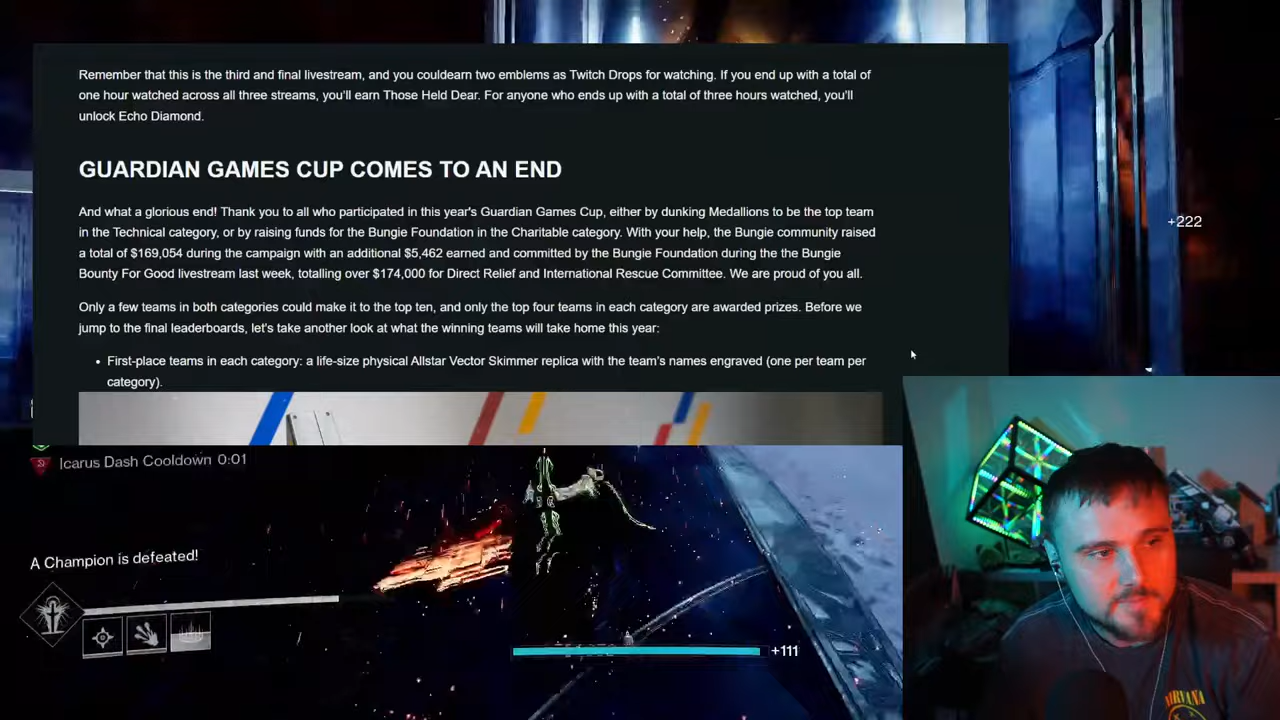 Remember that this is the third and final livestream, and you couldearn two emblems as Twitch Drops for watching. If you end up with a total of
one hour watched across all three streams, you'll earn Those Held Dear. For anyone who ends up with a total of three hours watched, you'll
unlock Echo Diamond.
GUARDIAN GAMES CUP COMES TO AN END
And what a glorious end! Thank you to all who participated in this year's Guardian Games Cup, either by dunking Medallions to be the top team
in the Technical category, or by raising funds for the Bungie Foundation in the Charitable category. With your help, the Bungie community raised
a total of $169,054 during the campaign with an additional $5,462 earned and committed by the Bungie Foundation during the the Bungie
Bounty For Good livestream last week, totalling over $174,000 for Direct Relief and International Rescue Committee. We are proud of you all.
Only a few teams in both categories could make it to the top ten, and only the top four teams in each category are awarded prizes. Before we
jump to the final leaderboards, let's take another look at what the winning teams will take home this year:
• First-place teams in each category: a life-size physical Allstar Vector Skimmer replica with the team's names engraved (one per team per
category).
+222
Icarus Dash Cooldown 0:01
A Champion is defeated!
+111
NIRVANA